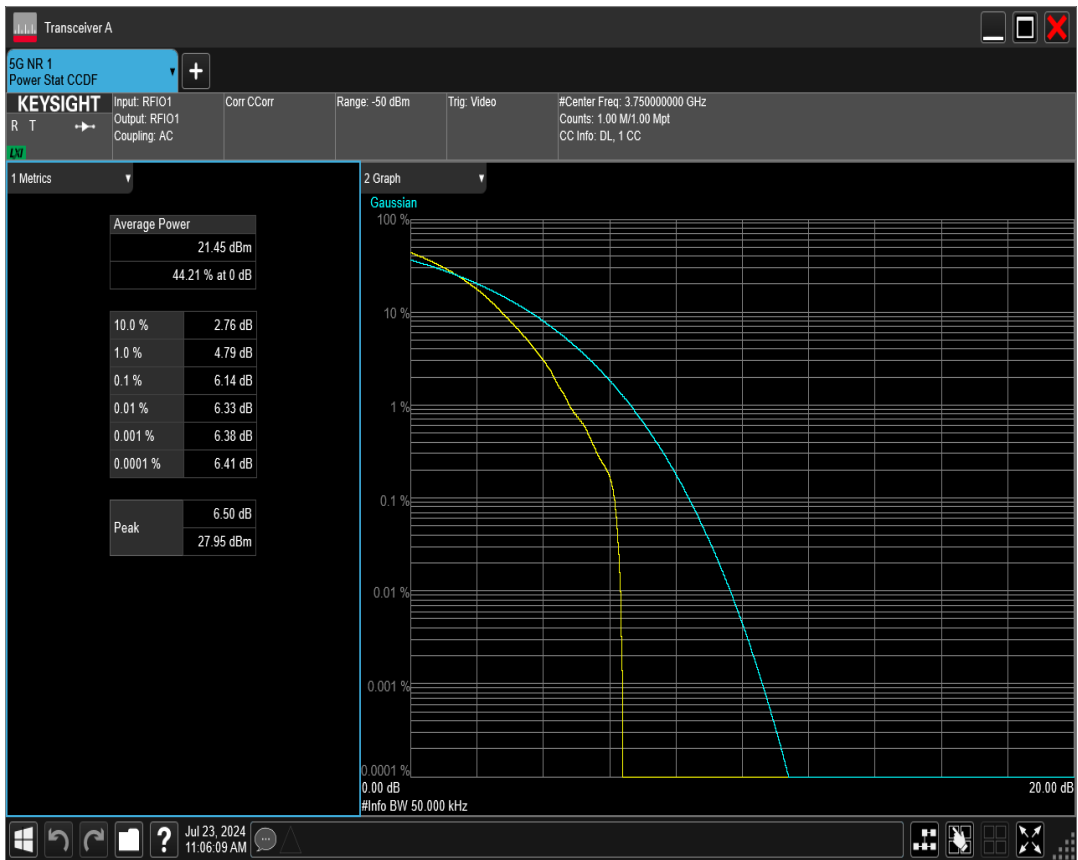 Transceiver A
5G NR 1
Power Stat CCDF
KEYSIGHT
R T
LXI
Input: RFIO1
Output: RFIO1
Coupling: AC
Corr CCorr
Range: -50 dBm
Trig: Video
#Center Freq: 3.750000000 GHz
Counts: 1.00 M/1.00 Mpt
CC Info: DL, 1 CC
1 Metrics
Average Power
21.45 dBm
44.21 % at 0 dB
10.0 % 2.76 dB
1.0 % 4.79 dB
0.1 % 6.14 dB
0.01 % 6.33 dB
0.001 % 6.38 dB
0.0001 % 6.41 dB
Peak
6.50 dB
27.95 dBm
2 Graph
Gaussian
100 %
10 %
1 %
0.1 %
0.01 %
0.001 %
0.0001 %
0.00 dB 20.00 dB
#Info BW 50.000 kHz
Jul 23, 2024
11:06:09 AM